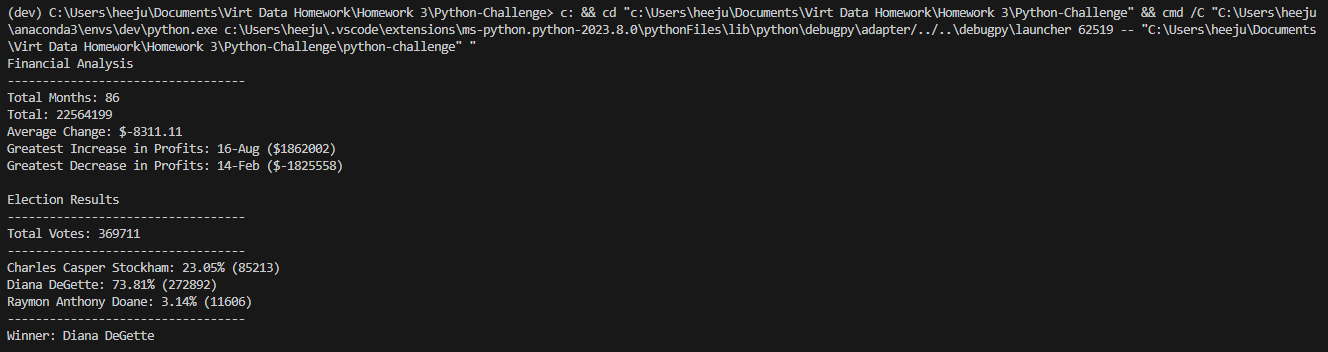 (dev) C:\Users\heeju\Documents\Virt Data Homework\Homework 3\Python-Challenge> c: && cd "c:\Users\heeju\Documents\Virt Data Homework\Homework 3\Python-Challenge" && cmd /C "C:\Users\heeju
\anaconda3\envs\dev\python.exe c:\Users\heeju\.vscode\extensions\ms-python.python-2023.8.0\pythonFiles\lib\python\debugpy\adapter/../..\debugpy\launcher 62519 -- "C:\Users\heeju\Documents
\Virt Data Homework\Homework 3\Python-Challenge\python-challenge" "
Financial Analysis
----------------------------------
Total Months: 86
Total: 22564199
Average Change: $-8311.11
Greatest Increase in Profits: 16-Aug ($1862002)
Greatest Decrease in Profits: 14-Feb ($-1825558)

Election Results
----------------------------------
Total Votes: 369711
----------------------------------
Charles Casper Stockham: 23.05% (85213)
Diana DeGette: 73.81% (272892)
Raymon Anthony Doane: 3.14% (11606)
----------------------------------
Winner: Diana DeGette